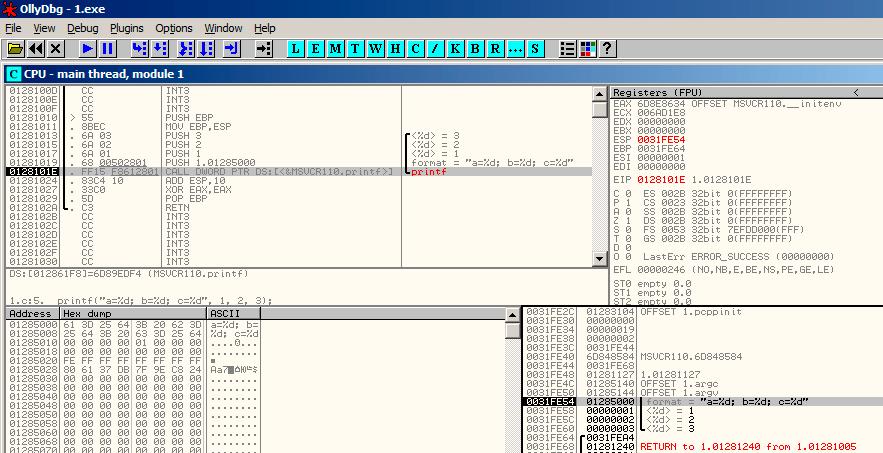 OllyDbg - 1.exe
File View Debug Plugins Options Window Help
L E M T W H C / K B R ... S ?
C CPU - main thread, module 1
0128100D CC INT3
0128100E CC INT3
0128100F CC INT3
01281010 > 55 PUSH EBP
01281011 . 8BEC MOV EBP,ESP
01281013 . 6A 03 PUSH 3 <%d> = 3
01281015 . 6A 02 PUSH 2 <%d> = 2
01281017 . 6A 01 PUSH 1 <%d> = 1
01281019 . 68 00502801 PUSH 1.01285000 format = "a=%d; b=%d; c=%d"
0128101E . FF15 F8612801 CALL DWORD PTR DS:[<&MSVCR110.printf>] printf
01281024 . 83C4 10 ADD ESP,10
01281027 . 33C0 XOR EAX,EAX
01281029 . 5D POP EBP
0128102A . C3 RETN
0128102B CC INT3
0128102C CC INT3
0128102D CC INT3
0128102E CC INT3
0128102F CC INT3
01281030 CC INT3
DS:[012861F8]=6D89EDF4 (MSVCR110.printf)
1.c:5. printf("a=%d; b=%d; c=%d", 1, 2, 3);
Registers (FPU) <
EAX 6D8E8634 OFFSET MSVCR110.__initenv
ECX 006AD1E8
EDX 00000000
EBX 00000000
ESP 0031FE54
EBP 0031FE64
ESI 00000001
EDI 00000000
EIP 0128101E 1.0128101E
C 0 ES 002B 32bit 0(FFFFFFFF)
P 1 CS 0023 32bit 0(FFFFFFFF)
A 0 SS 002B 32bit 0(FFFFFFFF)
Z 1 DS 002B 32bit 0(FFFFFFFF)
S 0 FS 0053 32bit 7EFDD000(FFF)
T 0 GS 002B 32bit 0(FFFFFFFF)
D 0
O 0 LastErr ERROR_SUCCESS (00000000)
EFL 00000246 (NO,NB,E,BE,NS,PE,GE,LE)
ST0 empty 0.0
ST1 empty 0.0
ST2 empty 0.0
Address Hex dump ASCII
01285000 61 3D 25 64 3B 20 62 3D a=%d; b=
01285008 25 64 3B 20 63 3D 25 64 %d; c=%d
01285010 00 00 00 00 01 00 00 00
01285018 00 00 00 00 00 00 00 00 ........
01285020 FE FF FF FF FF FF FF FF
01285028 80 61 37 DB 7F 9E C8 24
01285030 00 00 00 00 00 00 00 00 ........
01285038 00 00 00 00 00 00 00 00 ........
01285040 00 00 00 00 00 00 00 00 ........
01285048 00 00 00 00 00 00 00 00 ........
01285050 00 00 00 00 00 00 00 00 ........
01285058 00 00 00 00 00 00 00 00 ........
01285060 00 00 00 00 00 00 00 00 ........
01285068 00 00 00 00 00 00 00 00 ........
01285070 00 00 00 00 00 00 00 00 ........
0031FE2C 01283104 OFFSET 1.pcppinit
0031FE30 00000000
0031FE34 00000019
0031FE38 00000002
0031FE3C 0031FE44
0031FE40 6D848584 MSVCR110.6D848584
0031FE44 0031FE68
0031FE48 01281127 1.01281127
0031FE4C 01285140 OFFSET 1.argc
0031FE50 01285144 OFFSET 1.argv
0031FE54 01285000 format = "a=%d; b=%d; c=%d"
0031FE58 00000001 <%d> = 1
0031FE5C 00000002 <%d> = 2
0031FE60 00000003 <%d> = 3
0031FE64 0031FEA4
0031FE68 01281240 RETURN to 1.01281240 from 1.01281005